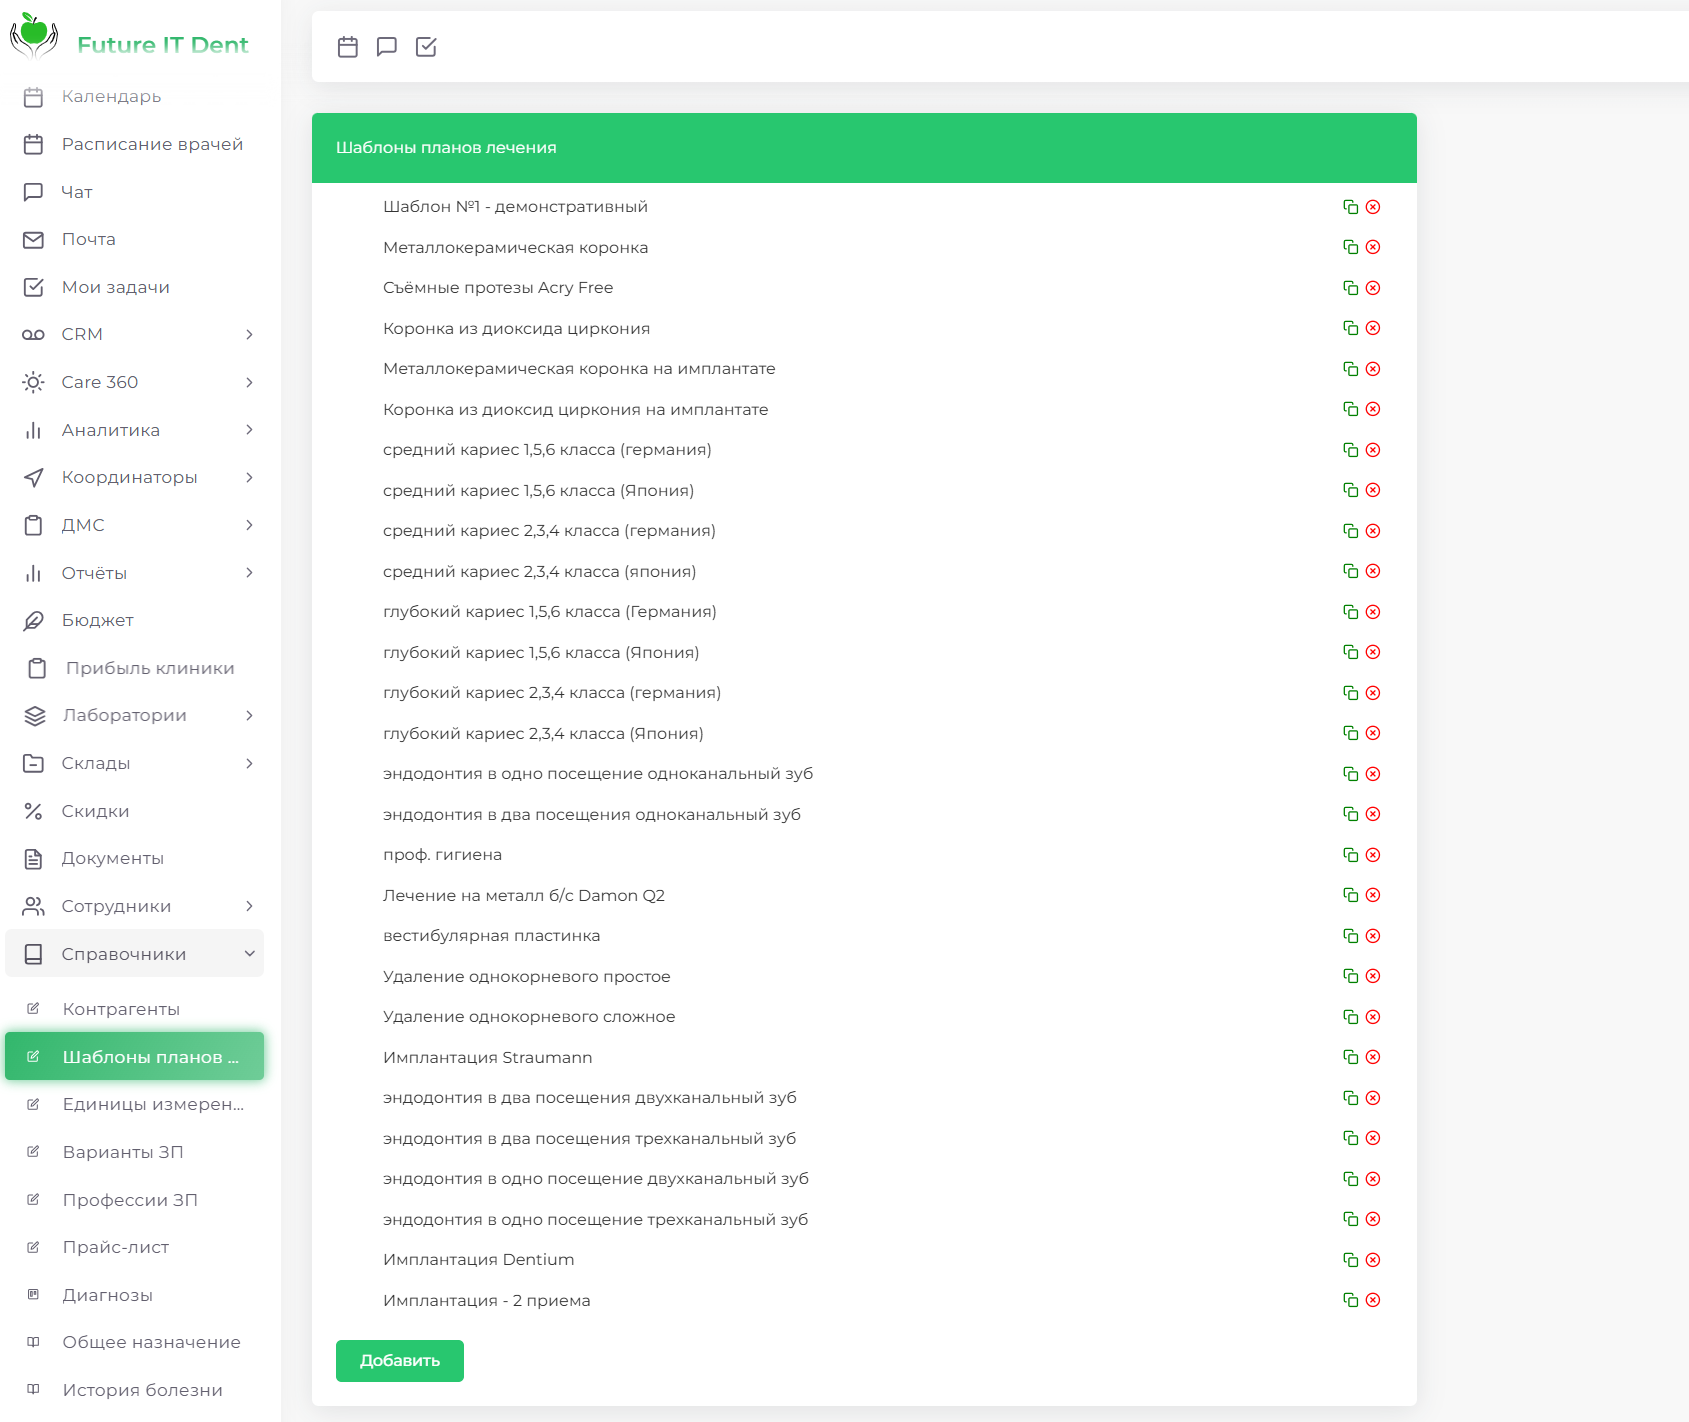 Future IT Dent
Календарь
Расписание врачей
Чат
Почта
Мои задачи
CRM
Care 360
Аналитика
Координаторы
ДМС
Отчёты
Бюджет
Прибыль клиники
Лаборатории
Склады
Скидки
Документы
Сотрудники
Справочники
Контрагенты
Шаблоны планов ...
Единицы измерен...
Варианты ЗП
Профессии ЗП
Прайс-лист
Диагнозы
Общее назначение
История болезни
Шаблоны планов лечения
Шаблон №1 - демонстративный
Металлокерамическая коронка
Съёмные протезы Acry Free
Коронка из диоксида циркония
Металлокерамическая коронка на имплантате
Коронка из диоксид циркония на имплантате
средний кариес 1,5,6 класса (германия)
средний кариес 1,5,6 класса (Япония)
средний кариес 2,3,4 класса (германия)
средний кариес 2,3,4 класса (япония)
глубокий кариес 1,5,6 класса (Германия)
глубокий кариес 1,5,6 класса (Япония)
глубокий кариес 2,3,4 класса (германия)
глубокий кариес 2,3,4 класса (Япония)
эндодонтия в одно посещение одноканальный зуб
эндодонтия в два посещения одноканальный зуб
проф. гигиена
Лечение на металл б/с Damon Q2
вестибулярная пластинка
Удаление однокорневого простое
Удаление однокорневого сложное
Имплантация Straumann
эндодонтия в два посещения двухканальный зуб
эндодонтия в два посещения трехканальный зуб
эндодонтия в одно посещение двухканальный зуб
эндодонтия в одно посещение трехканальный зуб
Имплантация Dentium
Имплантация - 2 приема
Добавить